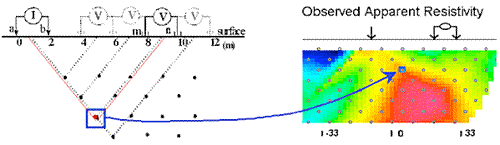 Observed Apparent Resistivity
I V V V V
a b m n surface
0 2 4 6 8 10 12 (m)
-33 0 33